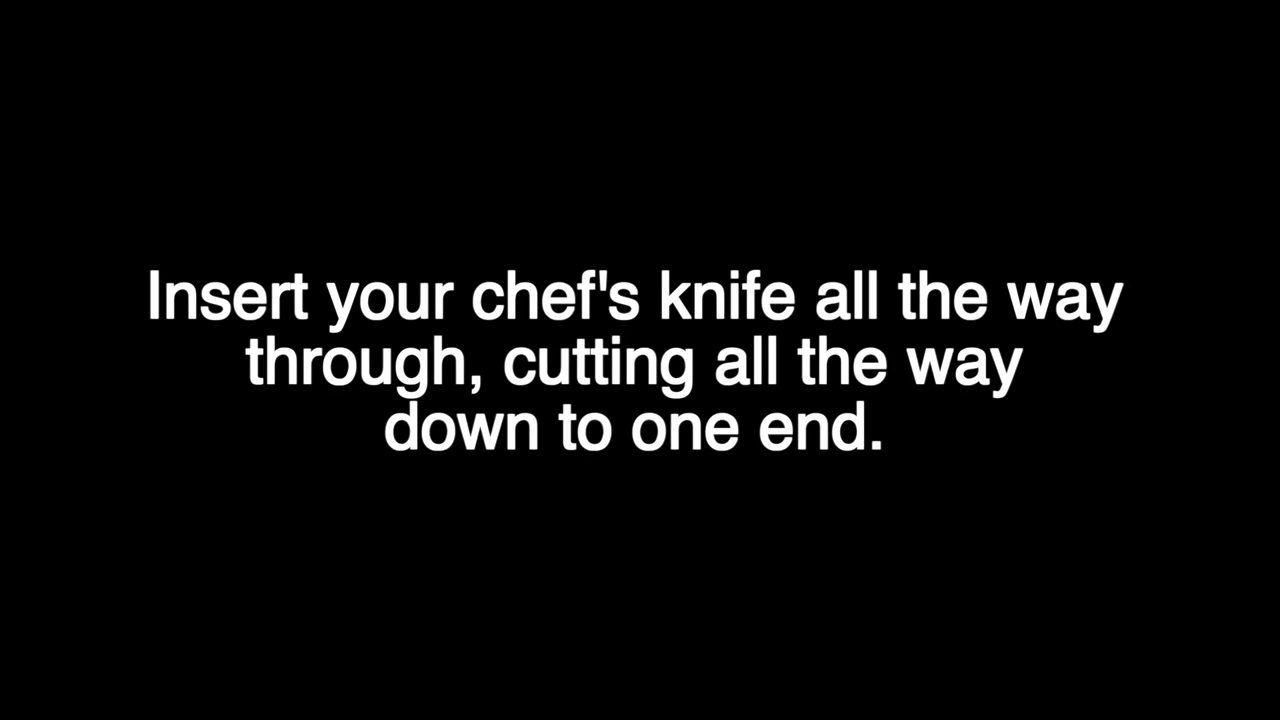 Insert your chef's knife all the way
through, cutting all the way
down to one end.